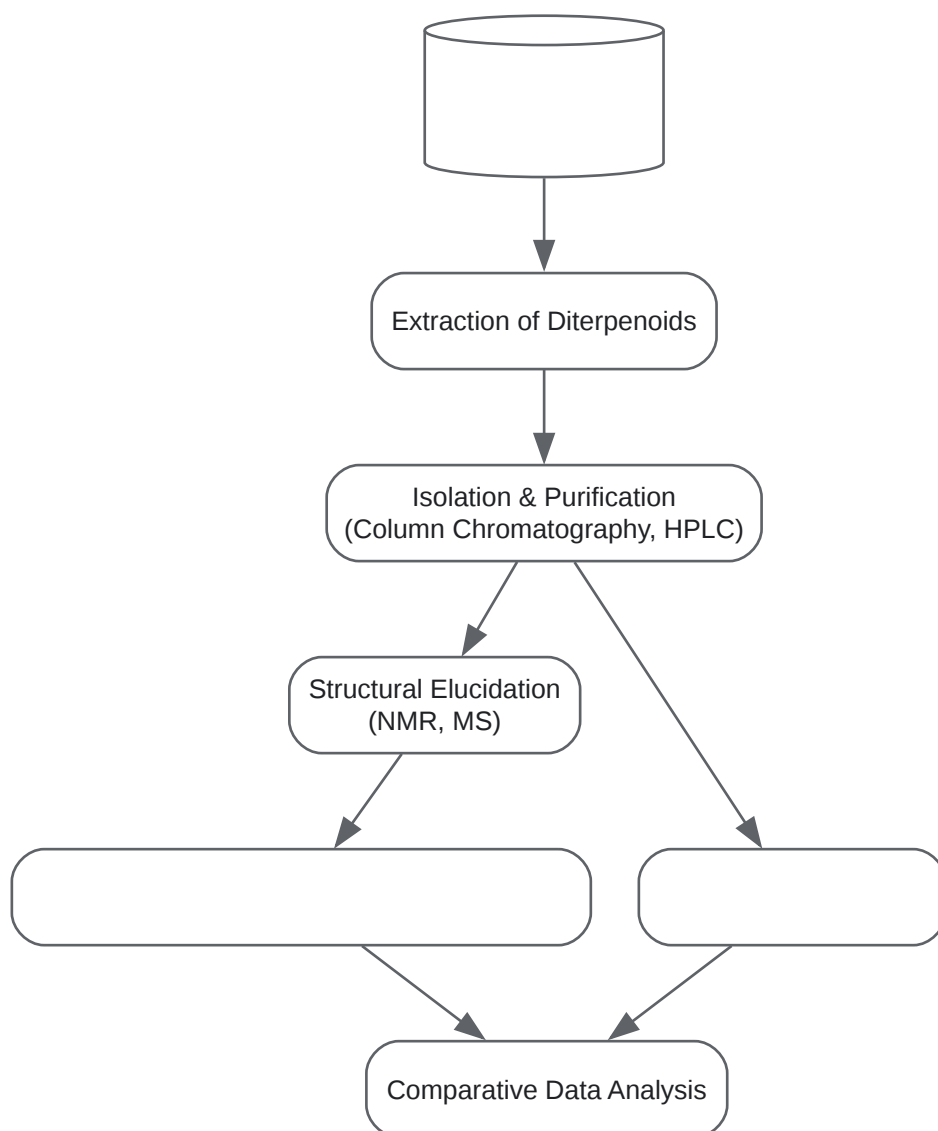 Extraction of Diterpenoids
Isolation & Purification
(Column Chromatography, HPLC)
Structural Elucidation
(NMR, MS)
Comparative Data Analysis